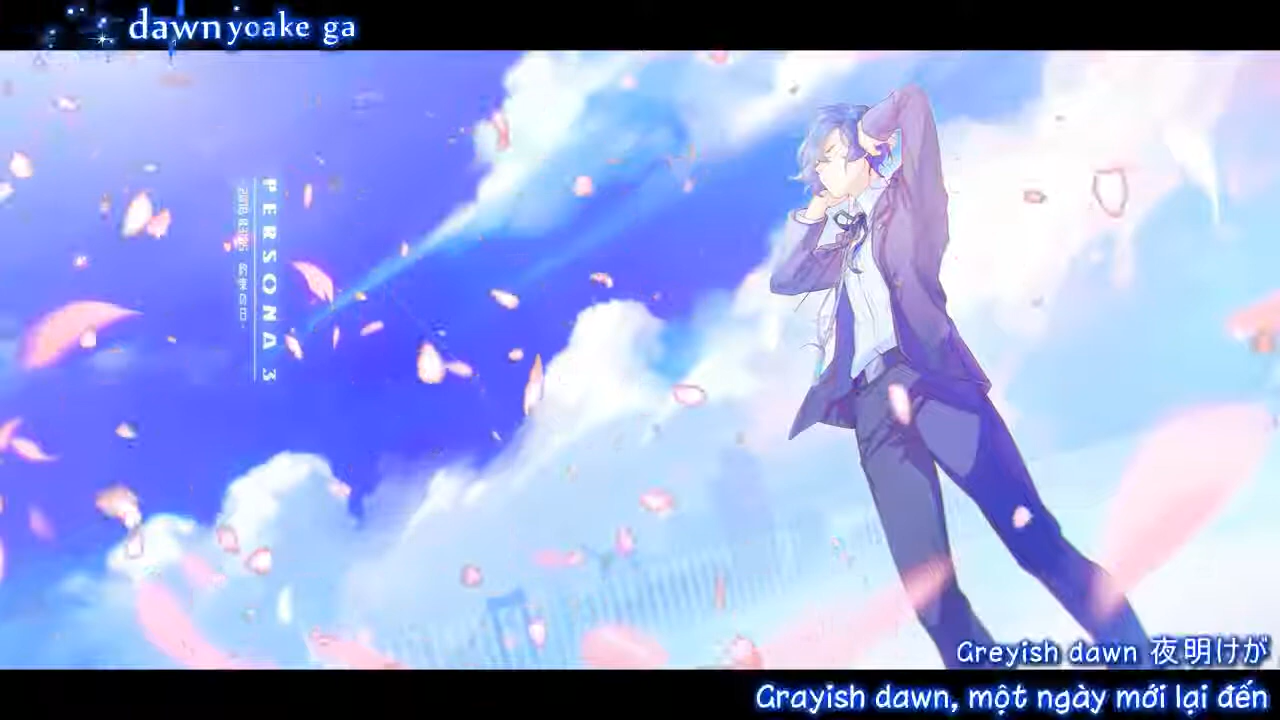 dawn yoake ga
PERSONA 3
Greyish dawn 夜明けが
Grayish dawn, một ngày mới lại đến